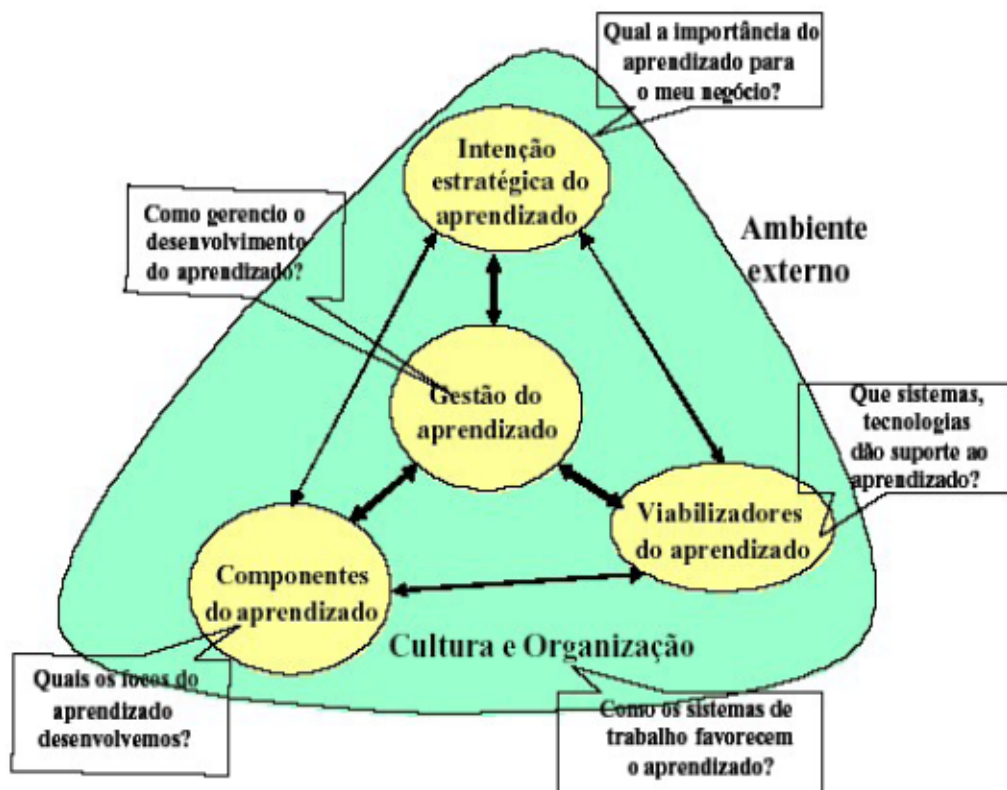 Qual a importância do
aprendizado para
o meu negócio?
Intenção
estratégica do
aprendizado
Como gerencio o
desenvolvimento
do aprendizado?
Ambiente
externo
Gestão do
aprendizado
Que sistemas,
tecnologias
dão suporte ao
aprendizado?
Viabilizadores
do aprendizado
Componentes
do aprendizado
Cultura e Organização
Quais os focos do
aprendizado
desenvolvemos?
Como os sistemas de
trabalho favorecem
o aprendizado?